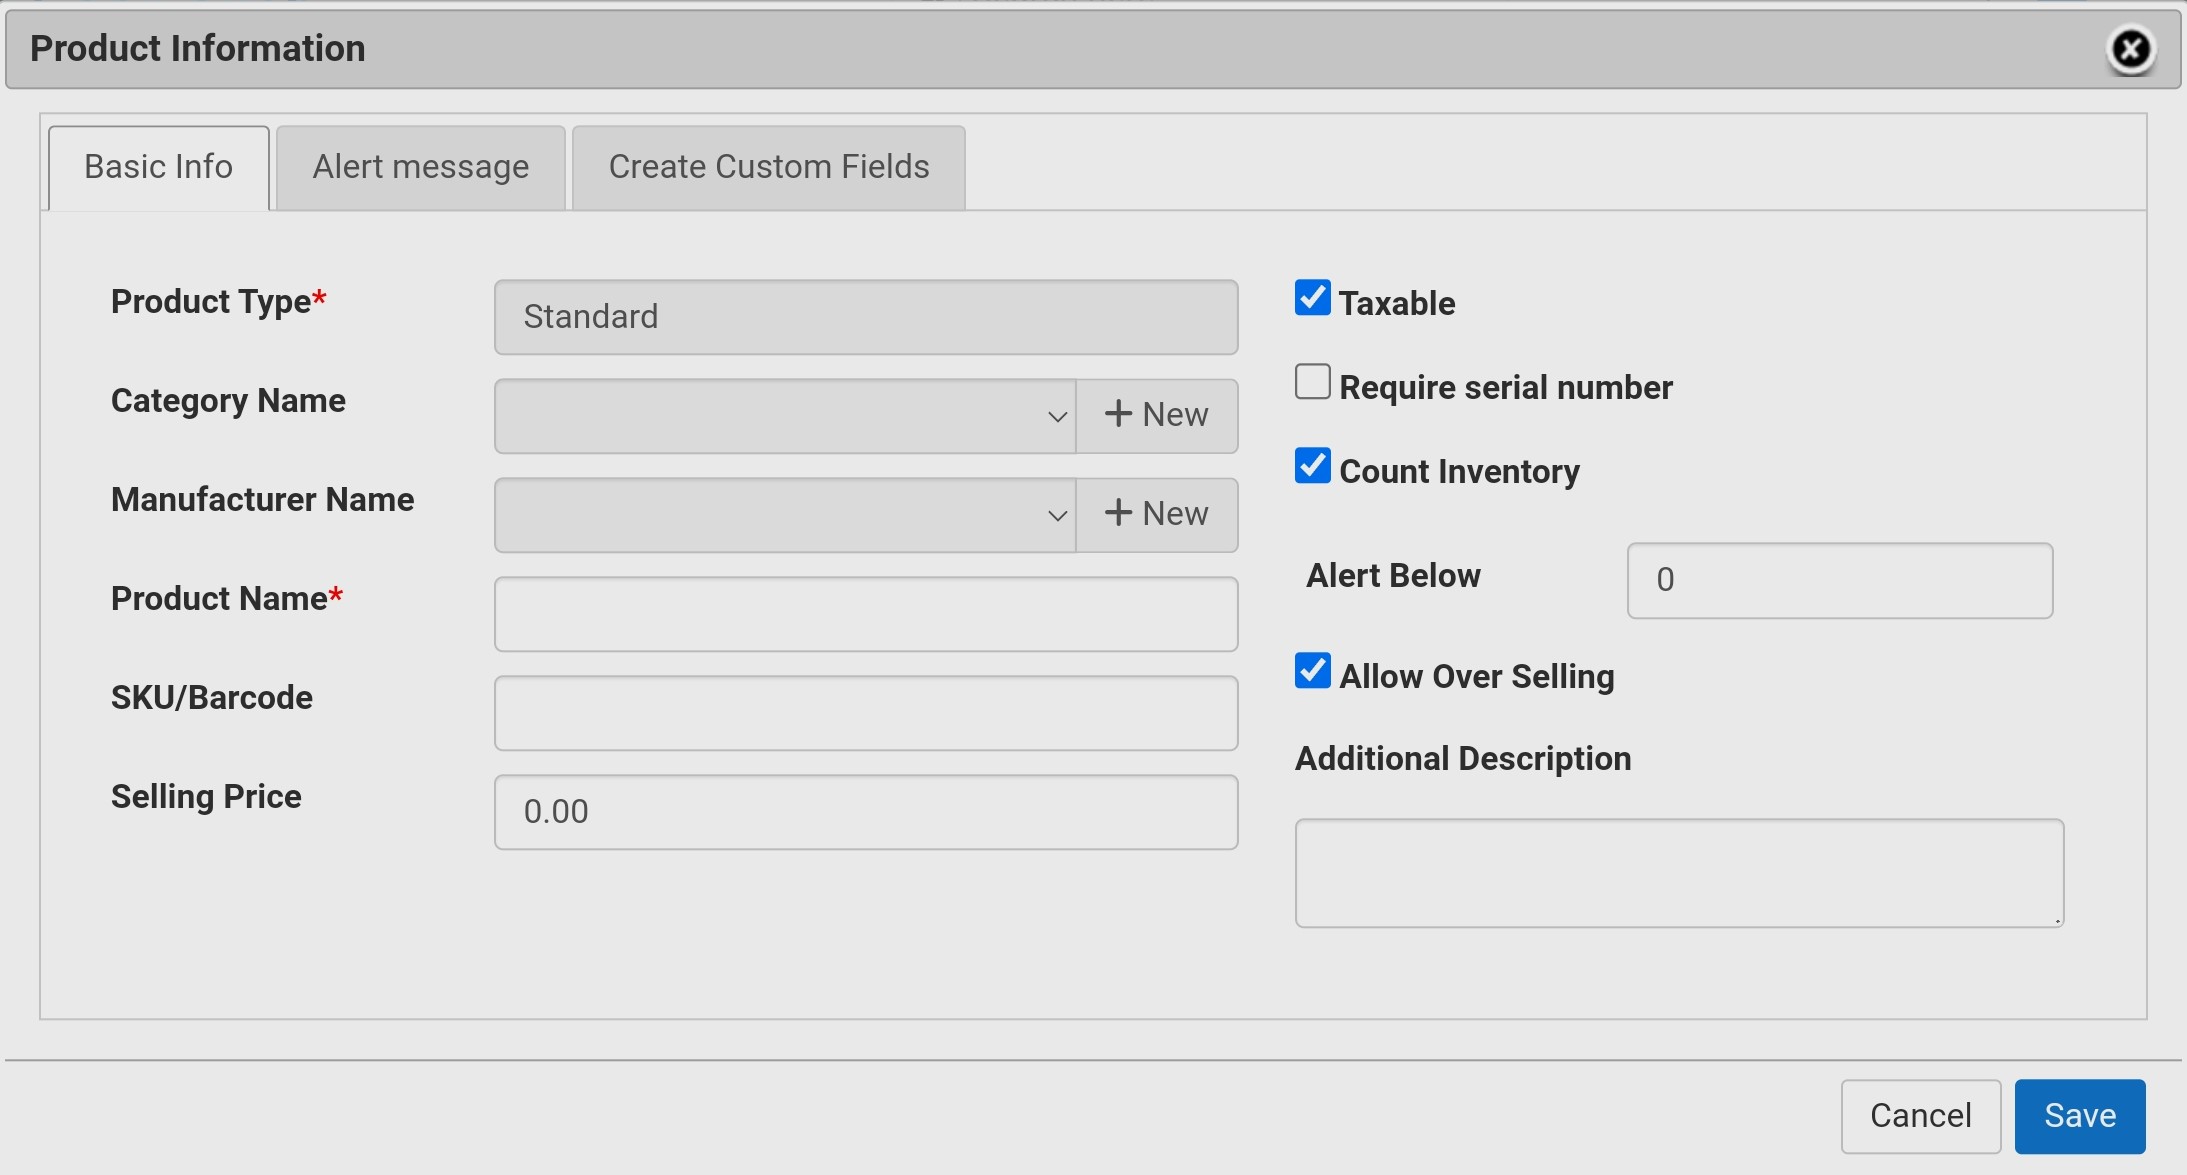 Product Information
Basic Info
Alert message
Create Custom Fields
Product Type*
Standard
Category Name
+ New
Manufacturer Name
+ New
Product Name*
SKU/Barcode
Selling Price
0.00
Taxable
Require serial number
Count Inventory
Alert Below
0
Allow Over Selling
Additional Description
Cancel
Save